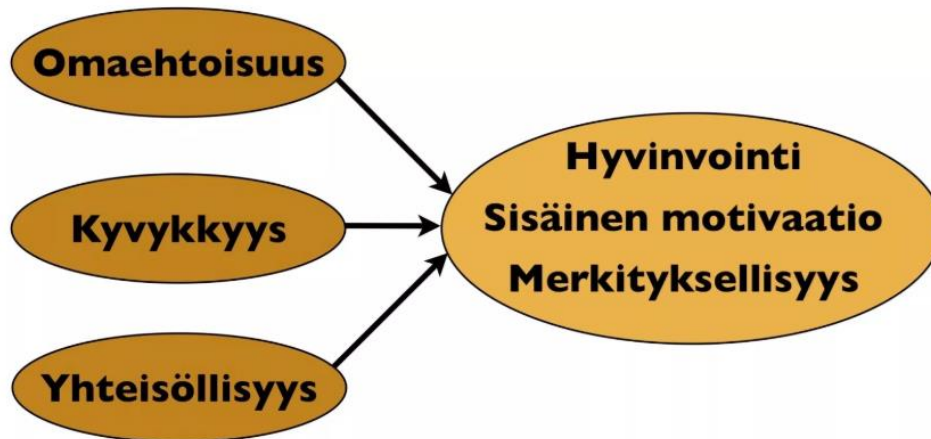 Omaehtoisuus
Kyvykkyys
Yhteisöllisyys
Hyvinvointi
Sisäinen motivaatio
Merkityksellisyys